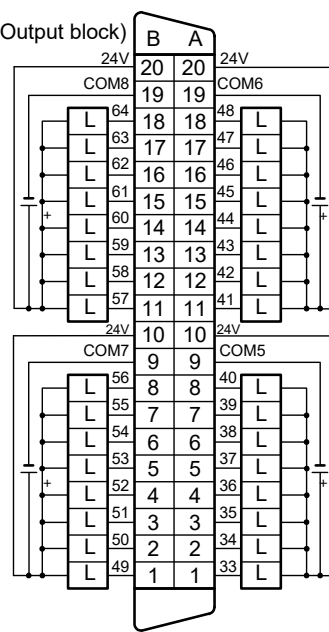 Output block)
B A
24V 20 20 24V
COM8 19 19 COM6
L 64 18 18 48 L
L 63 17 17 47 L
L 62 16 16 46 L
L 61 15 15 45 L
+ L 60 14 14 44 L +
L 59 13 13 43 L
L 58 12 12 42 L
L 57 11 11 41 L
24V 10 10 24V
COM7 9 9 COM5
L 56 8 8 40 L
L 55 7 7 39 L
L 54 6 6 38 L
L 53 5 5 37 L
+ L 52 4 4 36 L +
L 51 3 3 35 L
L 50 2 2 34 L
L 49 1 1 33 L